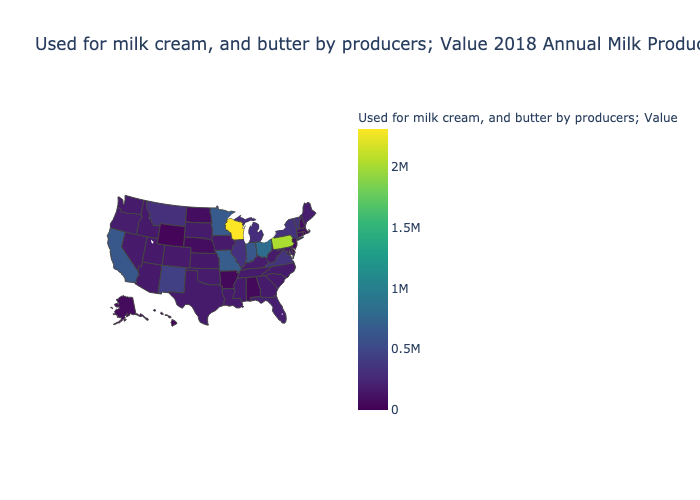 Used for milk cream, and butter by producers; Value 2018 Annual Milk Produc
Used for milk cream, and butter by producers; Value
2M
1.5M
1M
0.5M
0